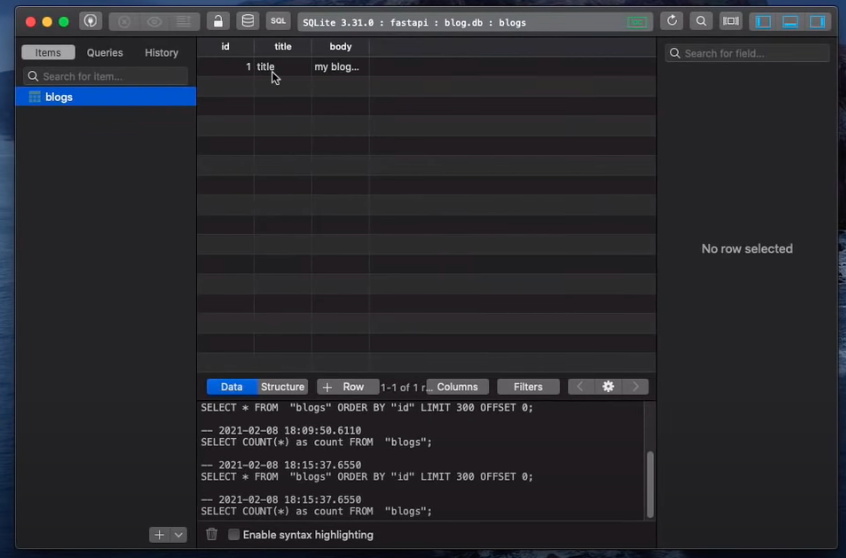 SQL
SQLite 3.31.0 : fastapi : blog.db : blogs
Items Queries History
Search for item...
blogs
id title body
1 title my blog...
Search for field...
No row selected
Data Structure + Row 1-1 of 1 r... Columns Filters
SELECT * FROM "blogs" ORDER BY "id" LIMIT 300 OFFSET 0;
-- 2021-02-08 18:09:50.6110
SELECT COUNT(*) as count FROM "blogs";
-- 2021-02-08 18:15:37.6550
SELECT * FROM "blogs" ORDER BY "id" LIMIT 300 OFFSET 0;
-- 2021-02-08 18:15:37.6550
SELECT COUNT(*) as count FROM "blogs";
Enable syntax highlighting